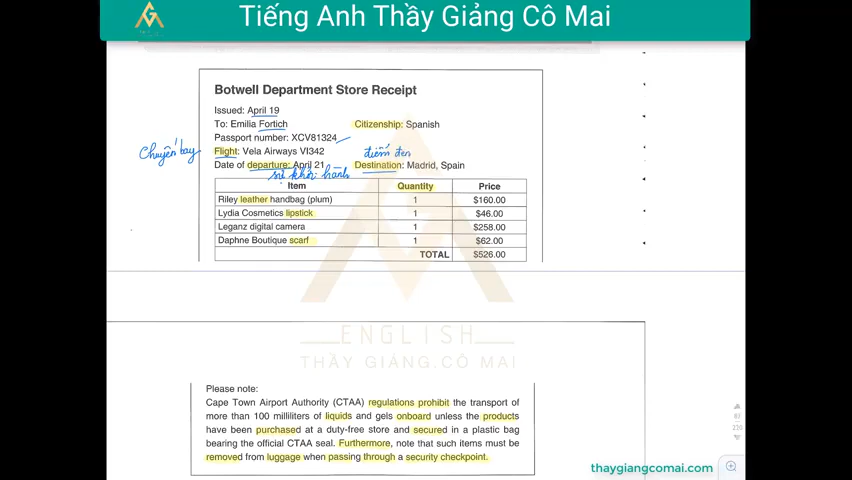 Tiếng Anh Thầy Giảng Cô Mai
Botwell Department Store Receipt
Issued: April 19
To: Emilia Fortich Citizenship: Spanish
Passport number: XCV81324
Chuyến bay Flight: Vela Airways VI342 điểm đến
Date of departure: April 21 Destination: Madrid, Spain
sự khởi hành
Item Quantity Price
Riley leather handbag (plum) 1 $160.00
Lydia Cosmetics lipstick 1 $46.00
Leganz digital camera 1 $258.00
Daphne Boutique scarf 1 $62.00
TOTAL $526.00
ENGLISH
THẦY GIẢNG.CÔ MAI
Please note:
Cape Town Airport Authority (CTAA) regulations prohibit the transport of
more than 100 milliliters of liquids and gels onboard unless the products
have been purchased at a duty-free store and secured in a plastic bag
bearing the official CTAA seal. Furthermore, note that such items must be
removed from luggage when passing through a security checkpoint.
thaygiangcomai.com